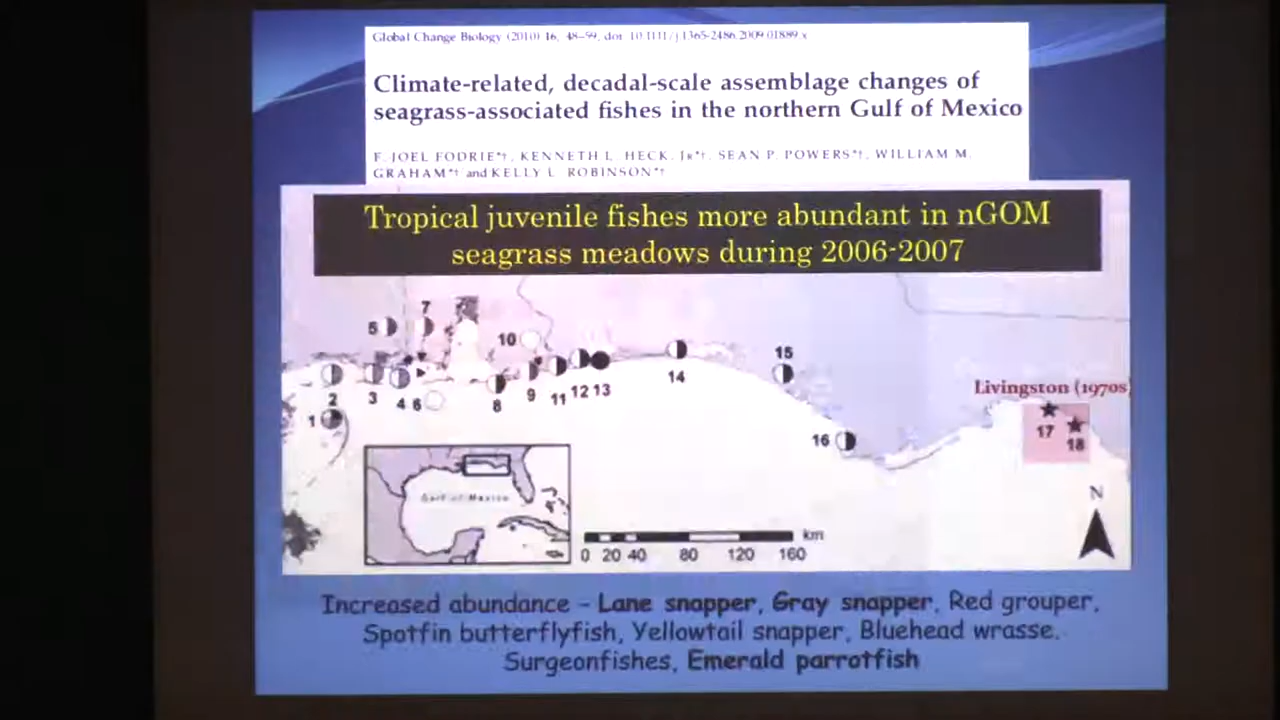 Global Change Biology (2010) 16, 48–59, doi: 10.1111/j.1365-2486.2009.01889.x
Climate-related, decadal-scale assemblage changes of
seagrass-associated fishes in the northern Gulf of Mexico
F. JOEL FODRIE*†, KENNETH L. HECK, JR*†, SEAN P. POWERS*†, WILLIAM M.
GRAHAM*† and KELLY L. ROBINSON*†
Tropical juvenile fishes more abundant in nGOM
seagrass meadows during 2006-2007
7
5
10
15
2 3 4 6 8 9 11 12 13 14
Livingston (1970s)
1
16
17
18
Gulf of Mexico
N
km
0 20 40 80 120 160
Increased abundance – Lane snapper, Gray snapper, Red grouper,
Spotfin butterflyfish, Yellowtail snapper, Bluehead wrasse,
Surgeonfishes, Emerald parrotfish